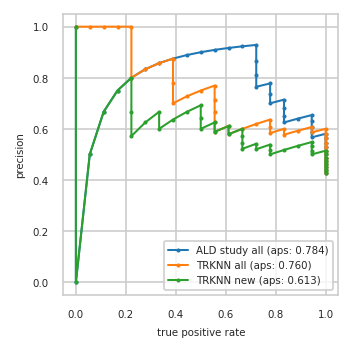 precision
1.0
0.8
0.6
0.4
0.2
0.0
ALD study all (aps: 0.784)
TRKNN all (aps: 0.760)
TRKNN new (aps: 0.613)
0.0 0.2 0.4 0.6 0.8 1.0
true positive rate